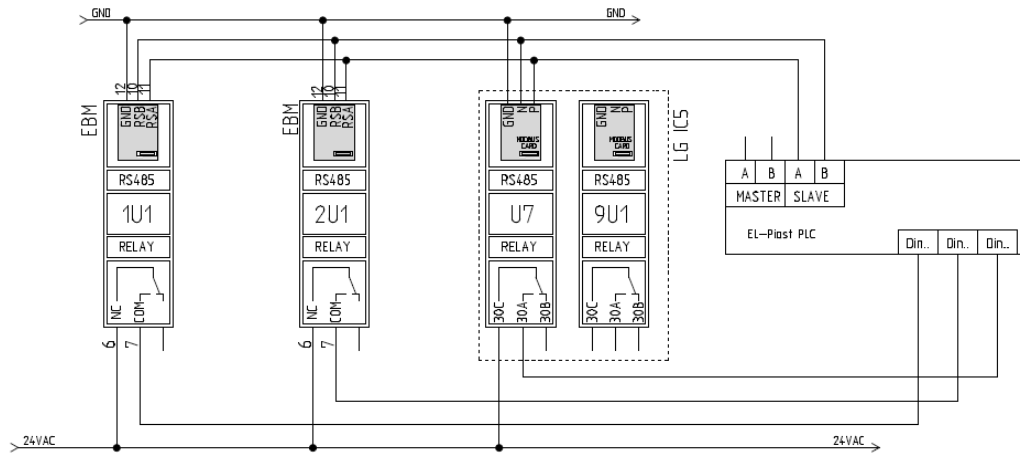 GND GND
12 10 11 12 10 11
EBM EBM LG IC5
GND RSB RSA GND RSB RSA GND N P GND N P
MODBUS CARD MODBUS CARD
RS485 RS485 RS485 RS485
A B A B
MASTER SLAVE
1U1 2U1 U7 9U1
EL-Piast PLC
RELAY RELAY RELAY RELAY
Din.. Din.. Din..
NC COM NC COM 30C 30A 30B 30C 30A 30B
6 7 6 7
24VAC 24VAC